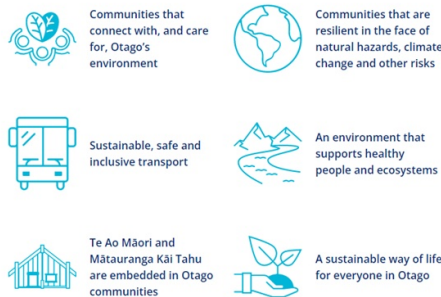 Communities that
connect with, and care
for, Otago's
environment
Communities that are
resilient in the face of
natural hazards, climate
change and other risks
Sustainable, safe and
inclusive transport
An environment that
supports healthy
people and ecosystems
Te Ao Māori and
Mātauranga Kāi Tahu
are embedded in Otago
communities
A sustainable way of life
for everyone in Otago